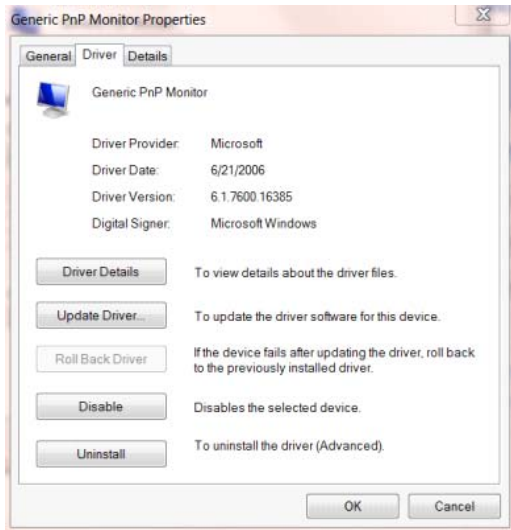 Generic PnP Monitor Properties
General Driver Details
Generic PnP Monitor
Driver Provider: Microsoft
Driver Date: 6/21/2006
Driver Version: 6.1.7600.16385
Digital Signer: Microsoft Windows
Driver Details To view details about the driver files.
Update Driver... To update the driver software for this device.
Roll Back Driver If the device fails after updating the driver, roll back
to the previously installed driver.
Disable Disables the selected device.
Uninstall To uninstall the driver (Advanced).
OK Cancel